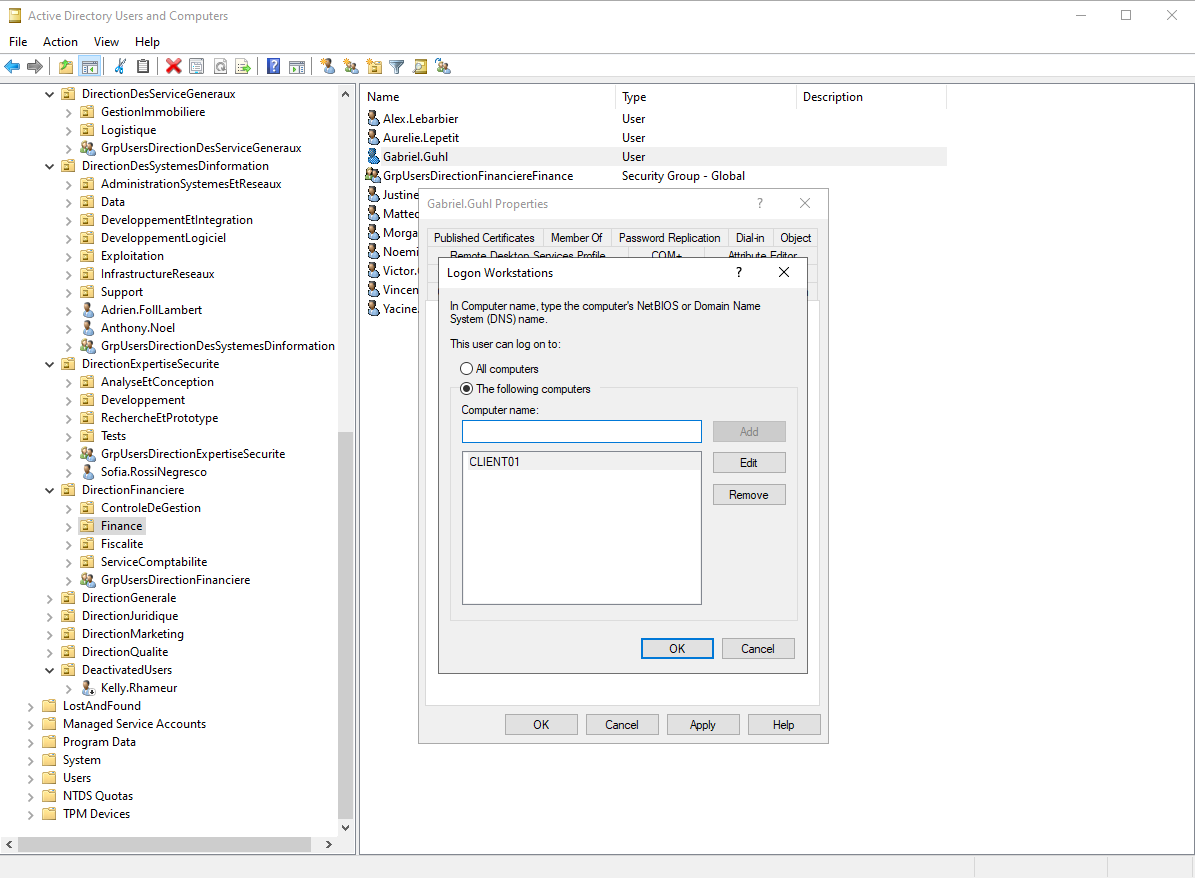 Active Directory Users and Computers
File Action View Help
DirectionDesServiceGeneraux
GestionImmobiliere
Logistique
GrpUsersDirectionDesServiceGeneraux
DirectionDesSystemesDinformation
AdministrationSystemesEtReseaux
Data
DeveloppementEtIntegration
DeveloppementLogiciel
Exploitation
InfrastructureReseaux
Support
Adrien.FollLambert
Anthony.Noel
GrpUsersDirectionDesSystemesDinformation
DirectionExpertiseSecurite
AnalyseEtConception
Developpement
RechercheEtPrototype
Tests
GrpUsersDirectionExpertiseSecurite
Sofia.RossiNegresco
DirectionFinanciere
ControleDeGestion
Finance
Fiscalite
ServiceComptabilite
GrpUsersDirectionFinanciere
DirectionGenerale
DirectionJuridique
DirectionMarketing
DirectionQualite
DeactivatedUsers
Kelly.Rhameur
LostAndFound
Managed Service Accounts
Program Data
System
Users
NTDS Quotas
TPM Devices
Name Type Description
Alex.Lebarbier User
Aurelie.Lepetit User
Gabriel.Guhl User
GrpUsersDirectionFinanciereFinance Security Group - Global
Justine
Matteo
Morga
Noemi
Victor.
Vincen
Yacine.
Gabriel.Guhl Properties ?
Published Certificates Member Of Password Replication Dial-in Object
Remote Desktop Services Profile COM+ Attribute Editor
Logon Workstations ?
In Computer name, type the computer's NetBIOS or Domain Name
System (DNS) name.
This user can log on to:
All computers
The following computers
Computer name:
Add
CLIENT01
Edit
Remove
OK Cancel
OK Cancel Apply Help